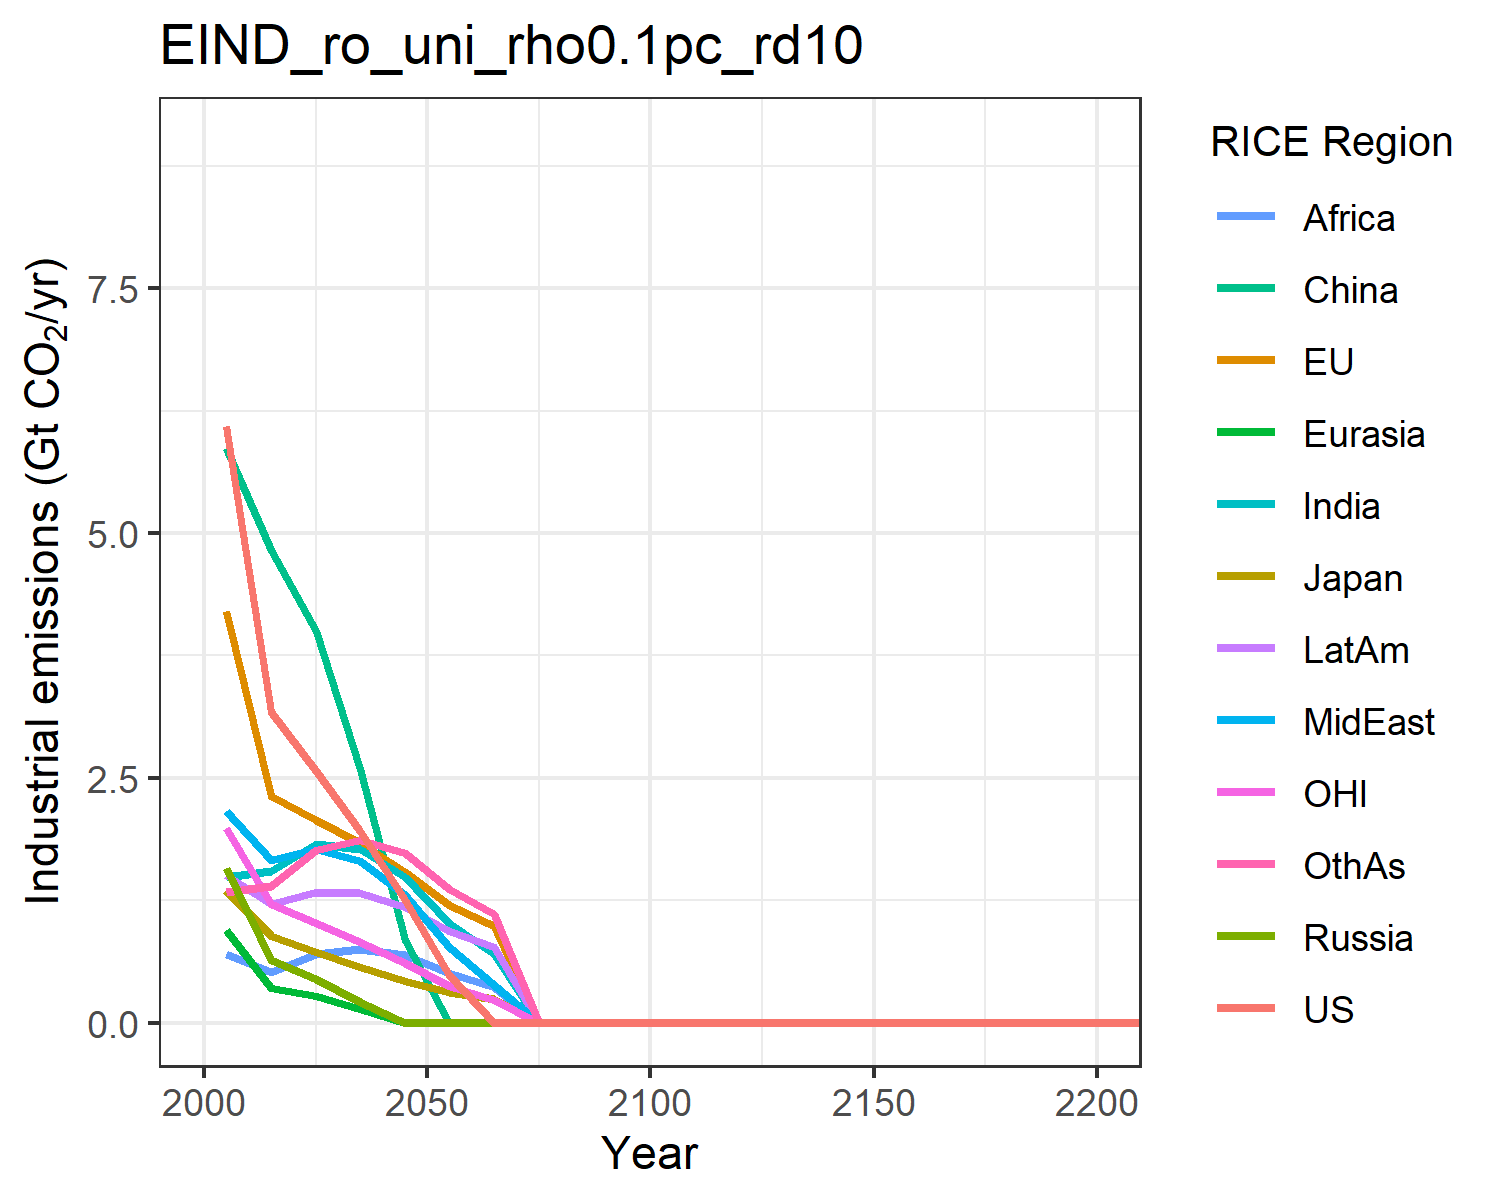 EIND_ro_uni_rho0.1pc_rd10
Industrial emissions (Gt CO₂/yr)
7.5
5.0
2.5
0.0
2000
2050
2100
2150
2200
Year
RICE Region
Africa
China
EU
Eurasia
India
Japan
LatAm
MidEast
OHI
OthAs
Russia
US